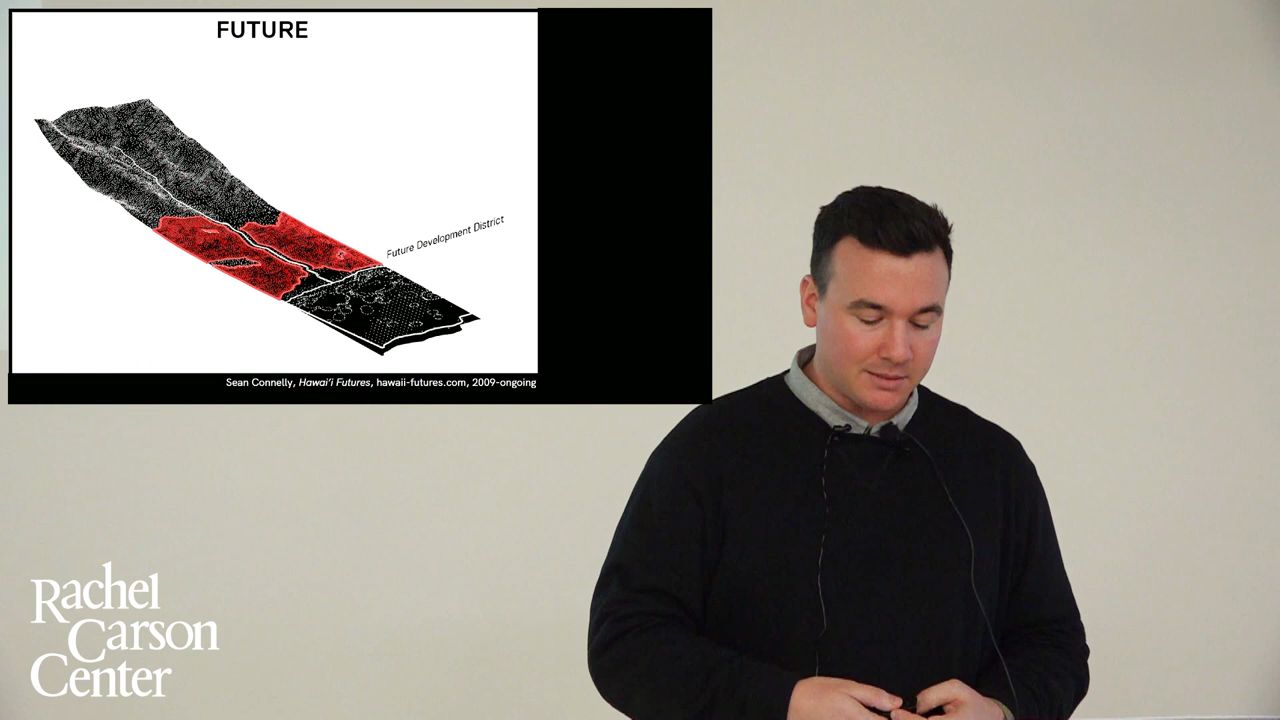 FUTURE
Future Development District
Sean Connelly, Hawai‘i Futures, hawaii-futures.com, 2009-ongoing
Rachel
Carson
Center